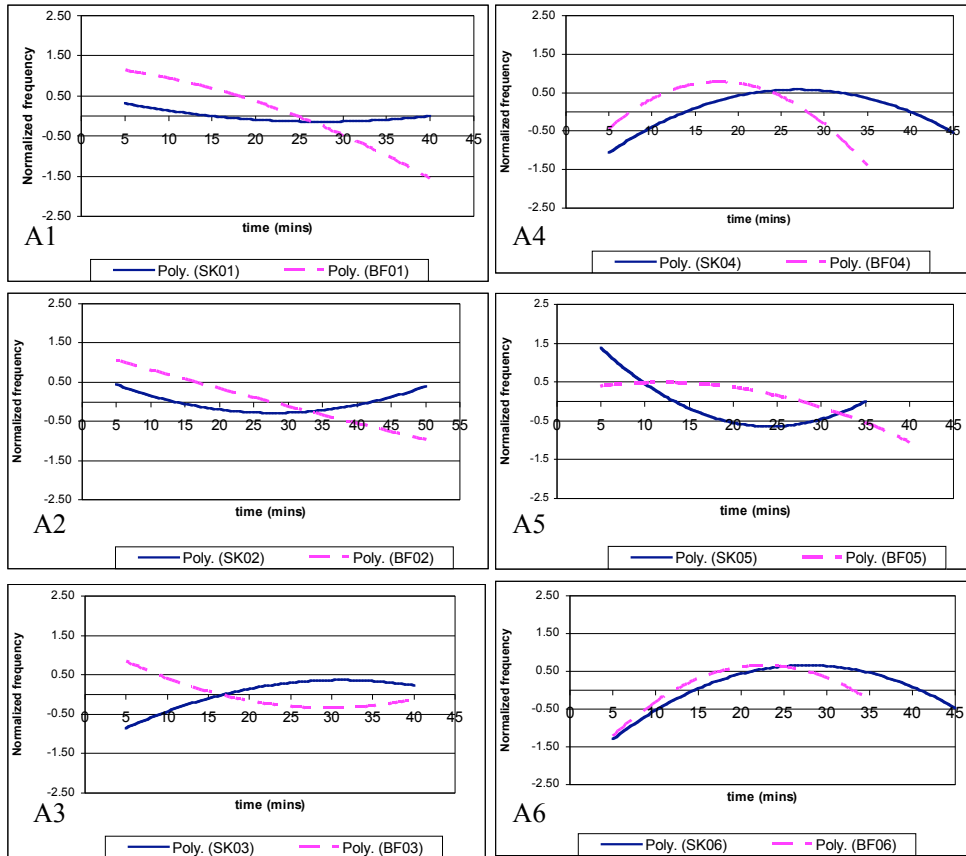 2.50
1.50
0.50
-0.50
-1.50
-2.50
0 5 10 15 20 25 30 35 40 45
Normalized frequency
time (mins)
A1
Poly. (SK01) Poly. (BF01)
2.50
1.50
0.50
-0.50
-1.50
-2.50
0 5 10 15 20 25 30 35 40 45
Normalized frequency
time (mins)
A4
Poly. (SK04) Poly. (BF04)
2.50
1.50
0.50
-0.50
-1.50
-2.50
0 5 10 15 20 25 30 35 40 45 50 55
Normalized frequency
time (mins)
A2
Poly. (SK02) Poly. (BF02)
2.5
1.5
0.5
-0.5
-1.5
-2.5
0 5 10 15 20 25 30 35 40 45
Normalized frequency
time (mins)
A5
Poly. (SK05) Poly. (BF05)
2.50
1.50
0.50
-0.50
-1.50
-2.50
0 5 10 15 20 25 30 35 40 45
Normalized frequency
time (mins)
A3
Poly. (SK03) Poly. (BF03)
2.50
1.50
0.50
-0.50
-1.50
-2.50
0 5 10 15 20 25 30 35 40 45
Normalized frequency
time (mins)
A6
Poly. (SK06) Poly. (BF06)